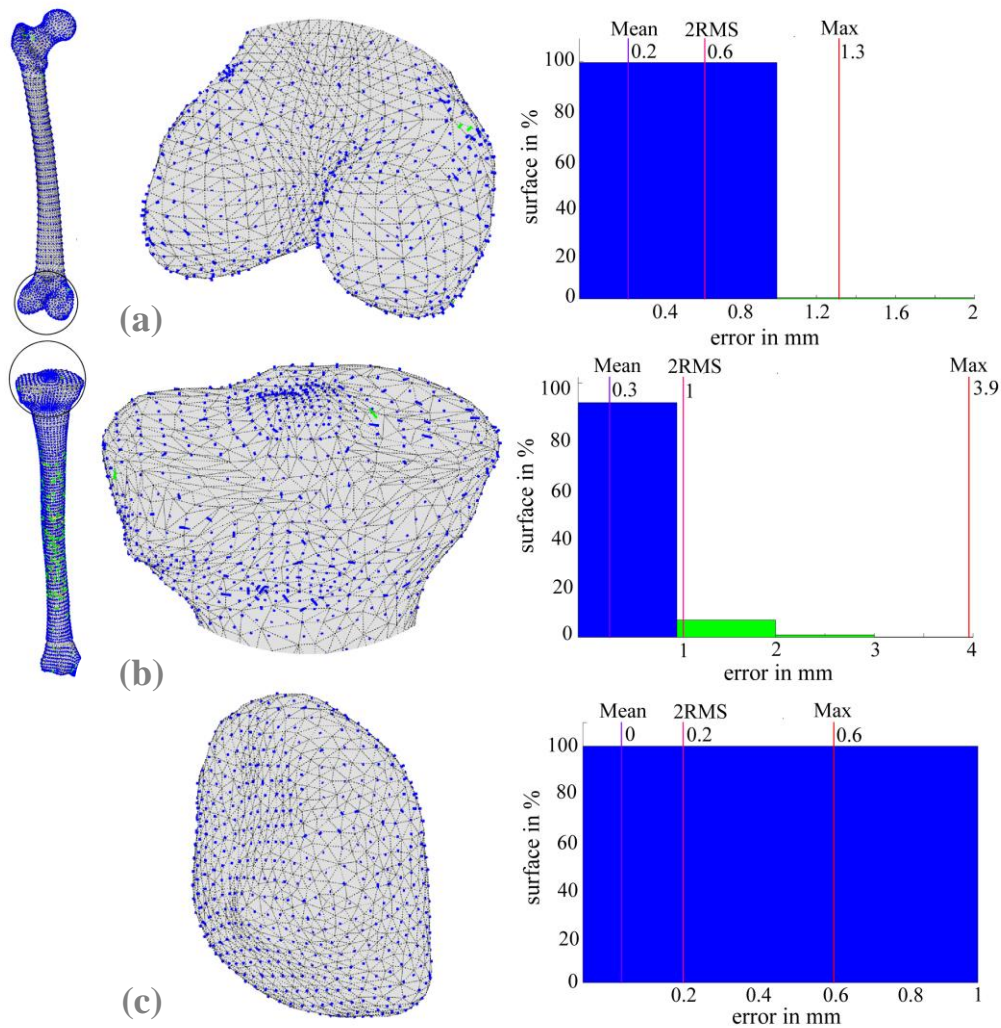 Mean 2RMS Max
0.2 0.6 1.3
100
80
60
40
20
0
surface in %
0.4 0.8 1.2 1.6 2
error in mm
(a)
Mean 2RMS Max
0.3 1 3.9
80
60
40
20
0
surface in %
1 2 3 4
error in mm
(b)
Mean 2RMS Max
0 0.2 0.6
100
80
60
40
20
0
surface in %
0.2 0.4 0.6 0.8 1
error in mm
(c)